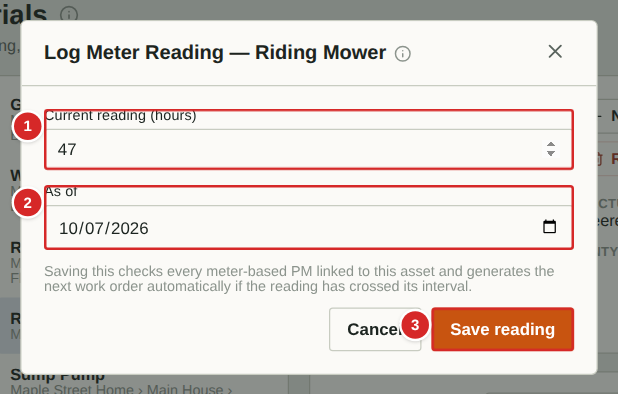 rials
ng,
Log Meter Reading — Riding Mower
1
Current reading (hours)
47
2
As of
10/07/2026
Saving this checks every meter-based PM linked to this asset and generates the
next work order automatically if the reading has crossed its interval.
Cancel
3
Save reading
Sump Pump
Maple Street Home › Main House ›